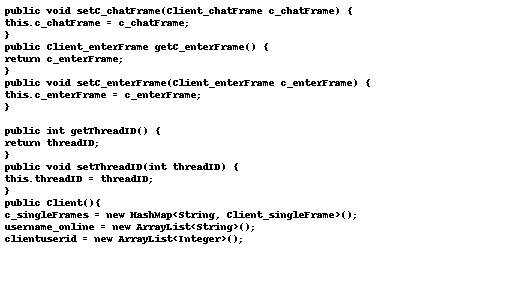 public void setC_chatFrame(Client_chatFrame c_chatFrame) {
this.c_chatFrame = c_chatFrame;
}
public Client_enterFrame getC_enterFrame() {
return c_enterFrame;
}
public void setC_enterFrame(Client_enterFrame c_enterFrame) {
this.c_enterFrame = c_enterFrame;
}
public int getThreadID() {
return threadID;
}
public void setThreadID(int threadID) {
this.threadID = threadID;
}
public Client(){
c_singleFrames = new HashMap<String, Client_singleFrame>();
username_online = new ArrayList<String>();
clientuserid = new ArrayList<Integer>();